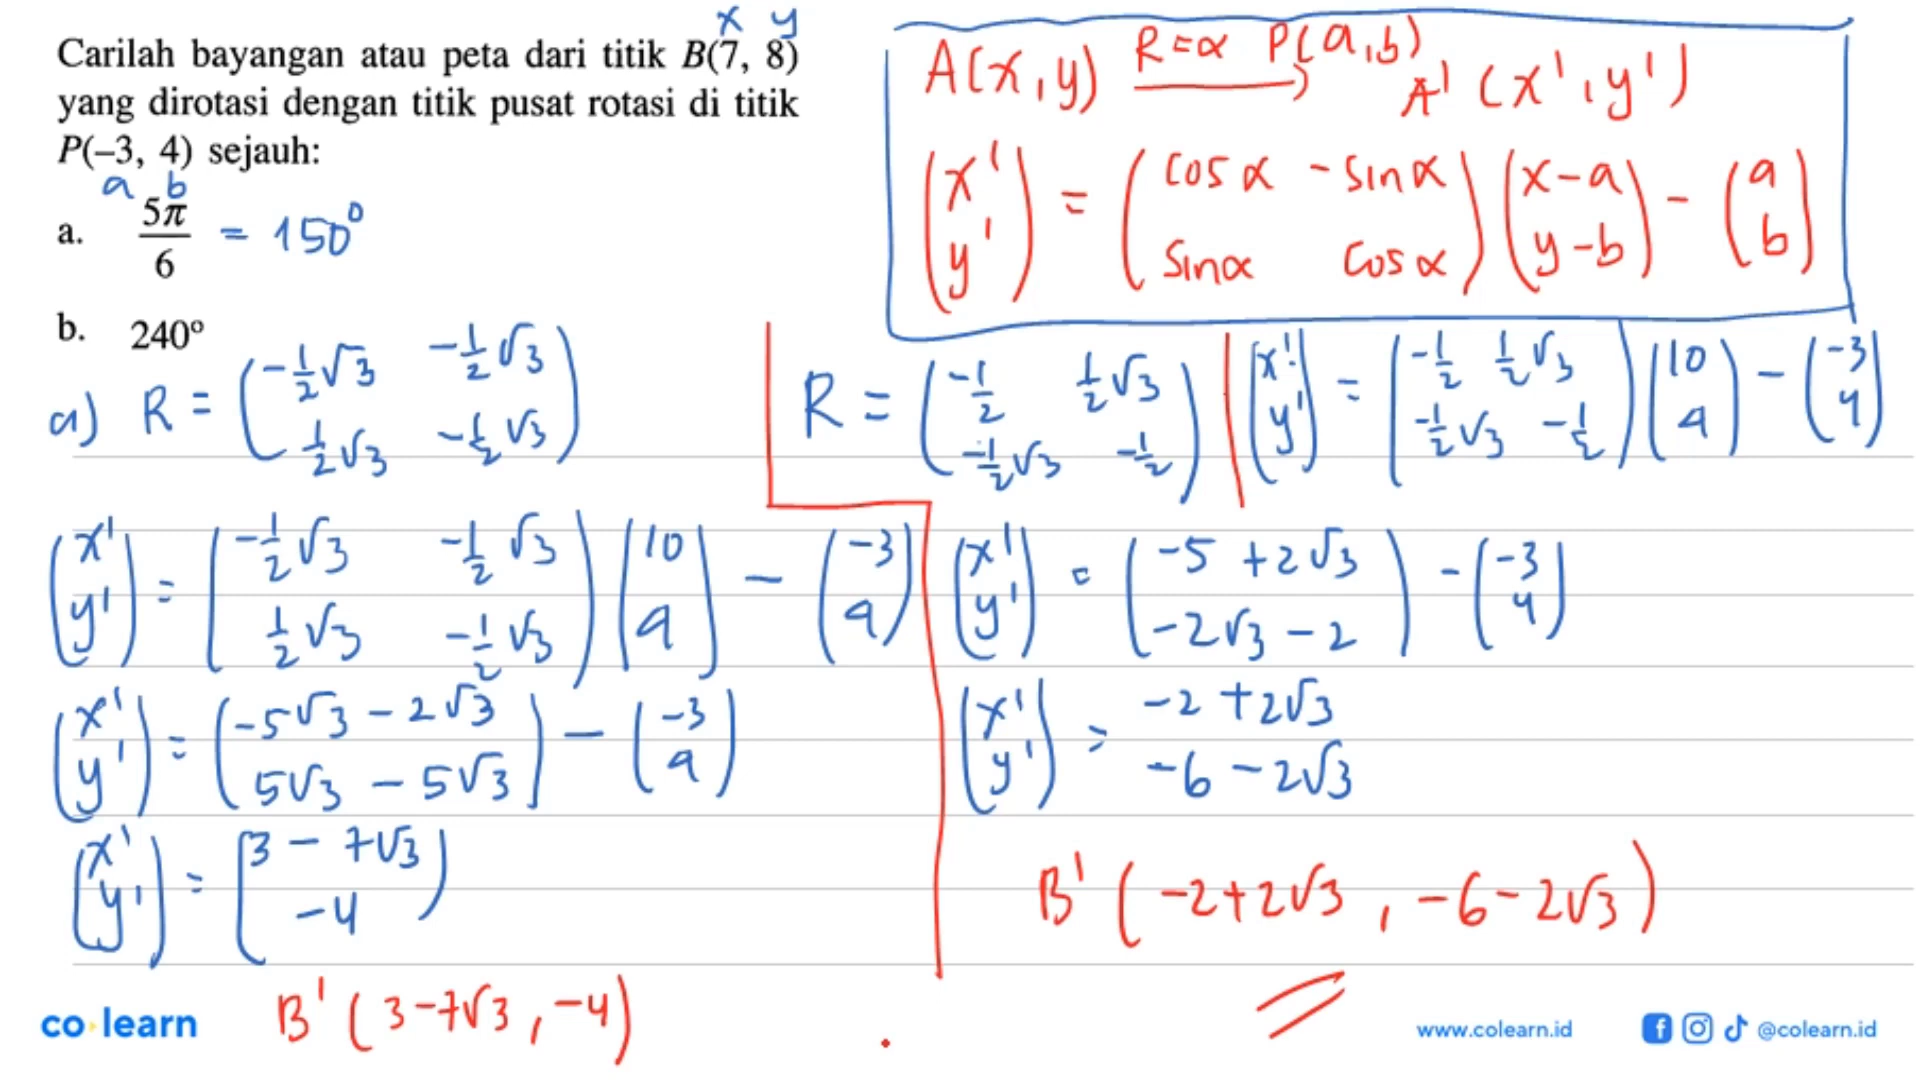 x y
Carilah bayangan atau peta dari titik B(7, 8)
yang dirotasi dengan titik pusat rotasi di titik
P(–3, 4) sejauh:
a b
a. 5π/6 = 150⁰
b. 240º
A(x,y) R=α P(a,b) → A'(x',y')
(x' y') = (cos α -sin α sin α cos α)(x-a y-b) - (a b)
a) R = (-½√3 -½√3 ½√3 -½√3)
(x' y') = (-½√3 -½√3 ½√3 -½√3)(10 4) - (-3 4)
(x' y') = (-5√3 - 2√3 5√3 - 5√3) - (-3 4)
(x' y') = (3 - 7√3 -4)
B'(3-7√3, -4)
R = (-½ ½√3 -½√3 -½)
(x' y') = (-½ ½√3 -½√3 -½)(10 4) - (-3 4)
(x' y') = (-5 + 2√3 -2√3 - 2) - (-3 4)
(x' y') = -2 + 2√3 -6 - 2√3
B'(-2+2√3, -6-2√3)
co learn
www.colearn.id
@colearn.id